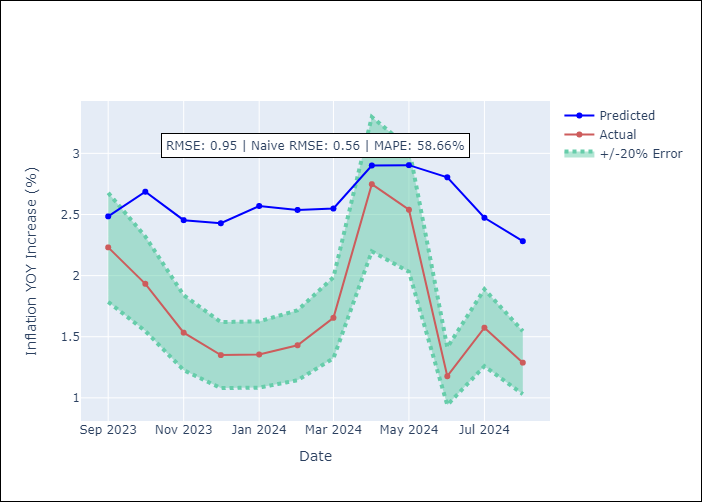 Predicted
Actual
+/-20% Error
RMSE: 0.95 | Naive RMSE: 0.56 | MAPE: 58.66%
3
2.5
2
1.5
1
Inflation YOY Increase (%)
Sep 2023 Nov 2023 Jan 2024 Mar 2024 May 2024 Jul 2024
Date